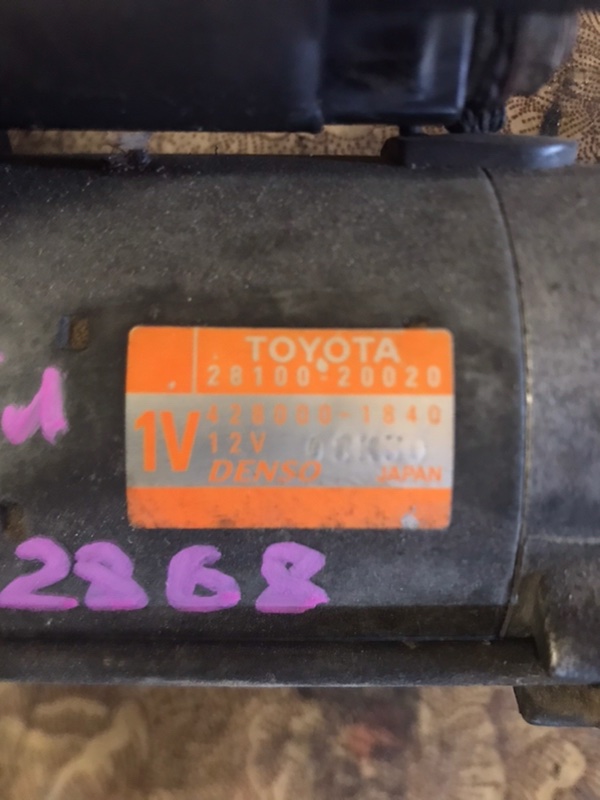 TOYOTA
28100-20020
1V
428000-1840
12V
DENSO JAPAN
2868